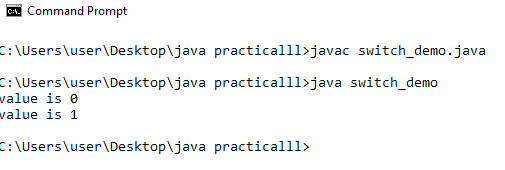 Command Prompt
C:\Users\user\Desktop\java practicalll>javac switch_demo.java
C:\Users\user\Desktop\java practicalll>java switch_demo
value is 0
value is 1
C:\Users\user\Desktop\java practicalll>